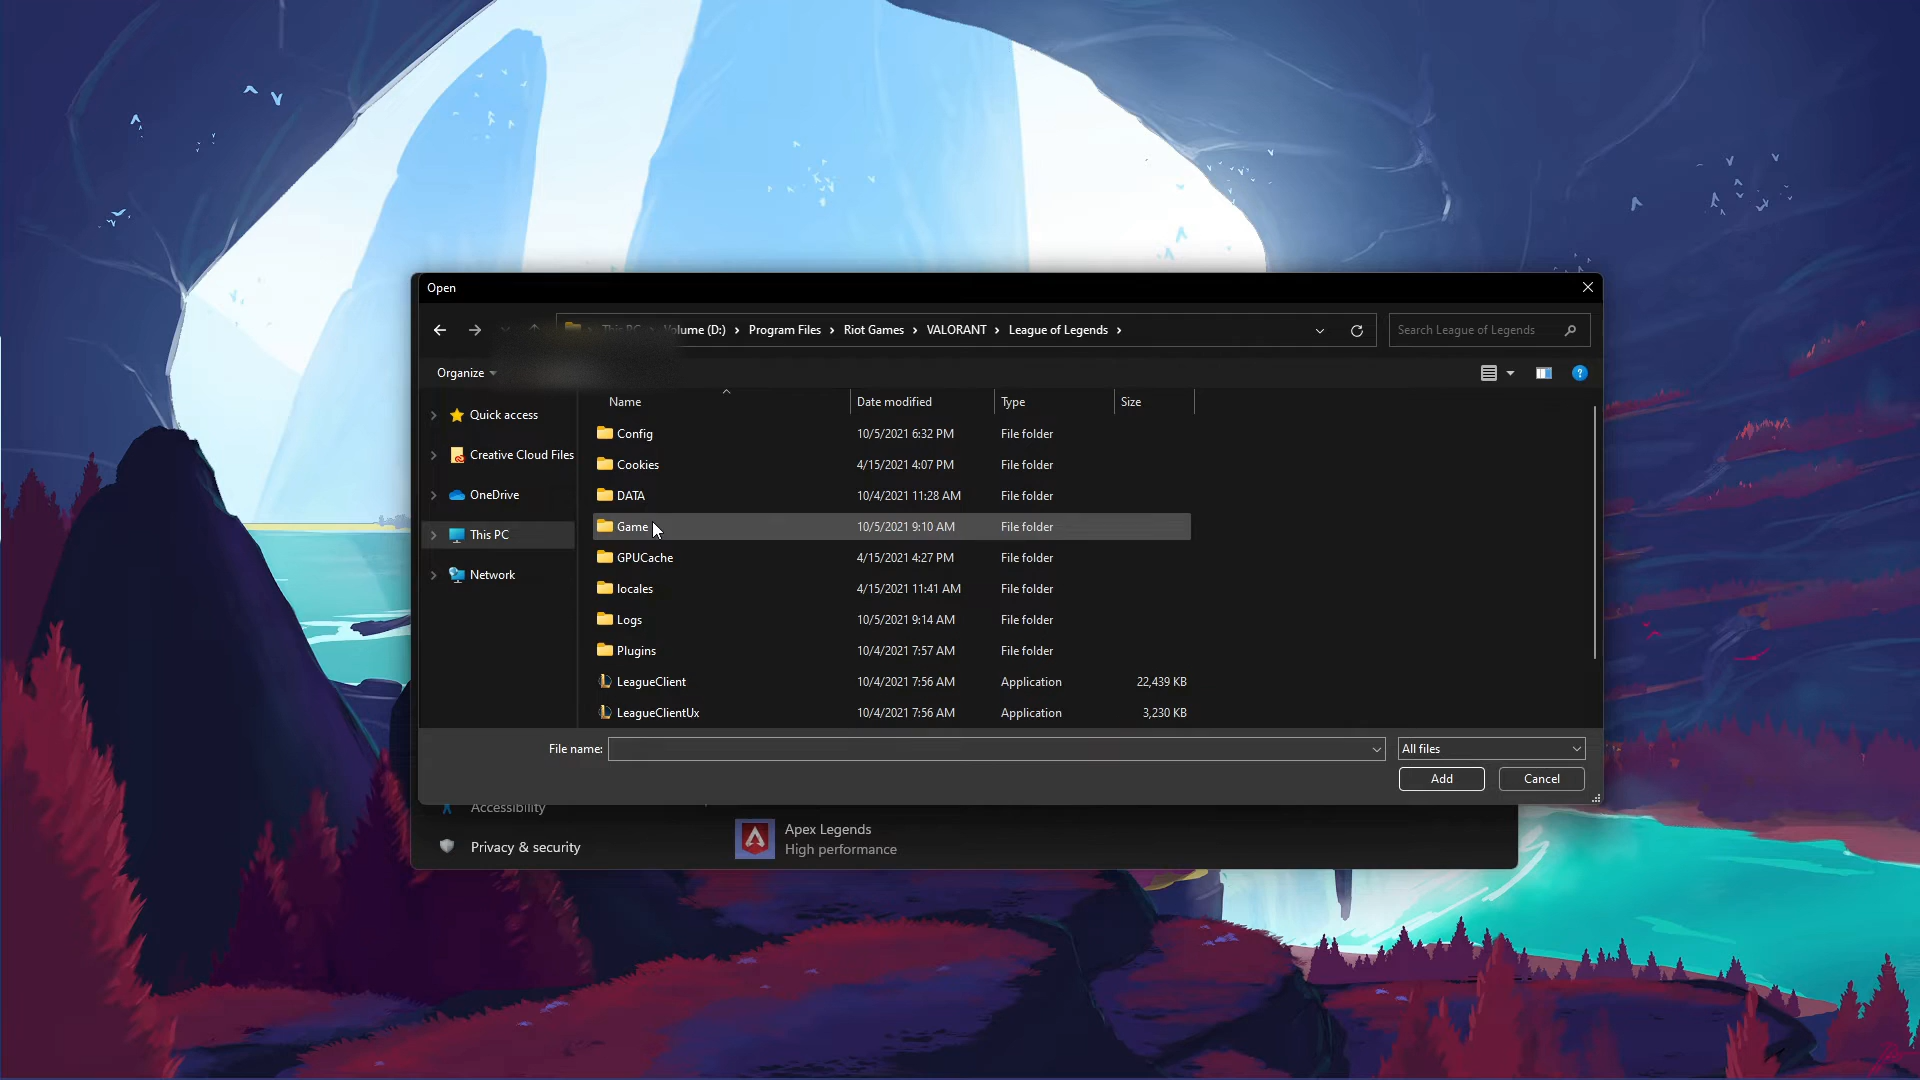 Open
This PC > Volume (D:) > Program Files > Riot Games > VALORANT > League of Legends >
Search League of Legends
Organize
Quick access
Creative Cloud Files
OneDrive
This PC
Network
Name Date modified Type Size
Config 10/5/2021 6:32 PM File folder
Cookies 4/15/2021 4:07 PM File folder
DATA 10/4/2021 11:28 AM File folder
Game 10/5/2021 9:10 AM File folder
GPUCache 4/15/2021 4:27 PM File folder
locales 4/15/2021 11:41 AM File folder
Logs 10/5/2021 9:14 AM File folder
Plugins 10/4/2021 7:57 AM File folder
LeagueClient 10/4/2021 7:56 AM Application 22,439 KB
LeagueClientUx 10/4/2021 7:56 AM Application 3,230 KB
File name: All files
Add Cancel
Accessibility
Privacy & security
Apex Legends
High performance